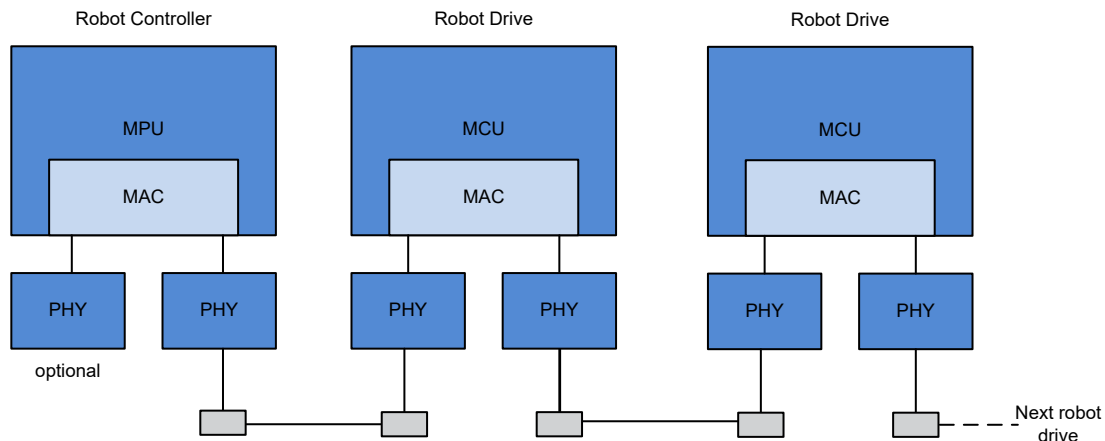 Robot Controller
Robot Drive
Robot Drive
MPU
MCU
MCU
MAC
MAC
MAC
PHY
PHY
PHY
PHY
PHY
PHY
optional
Next robot
drive